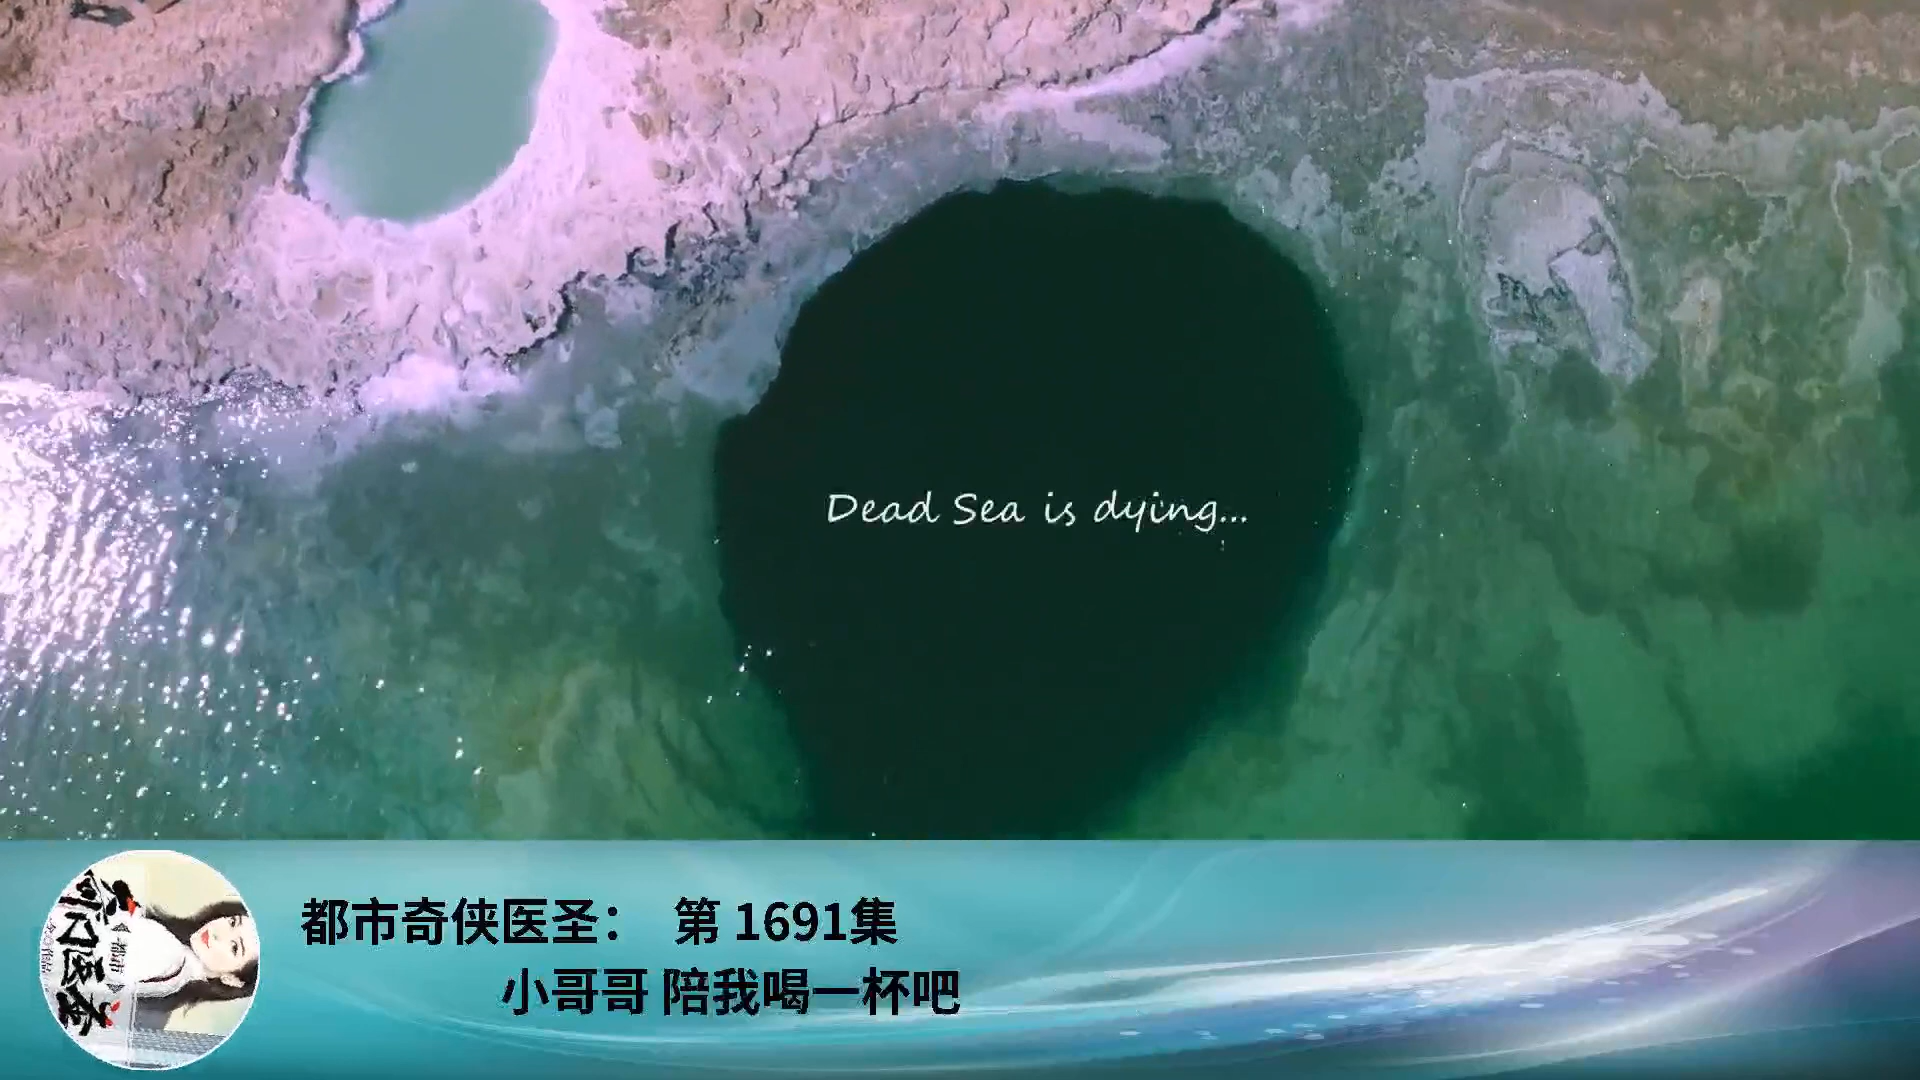 Dead Sea is dying...
都市奇侠医圣： 第 1691集
小哥哥 陪我喝一杯吧